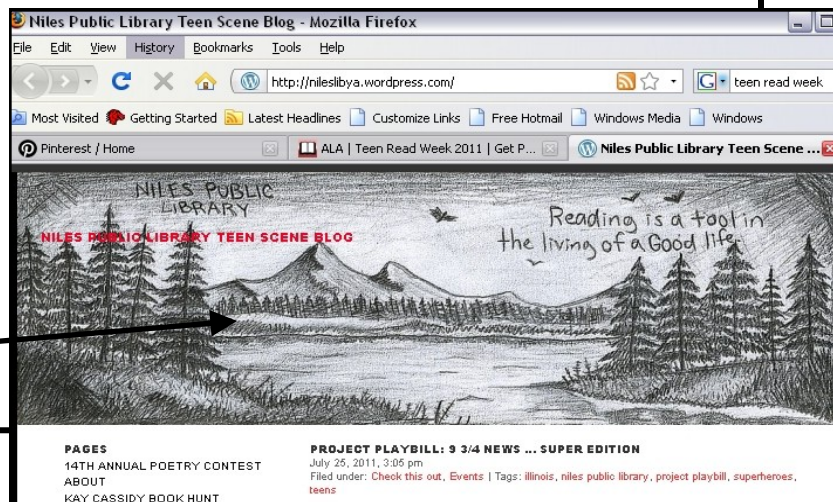 Niles Public Library Teen Scene Blog - Mozilla Firefox
File Edit View History Bookmarks Tools Help
http://nileslibya.wordpress.com/
teen read week
Most Visited Getting Started Latest Headlines Customize Links Free Hotmail Windows Media Windows
Pinterest / Home
ALA | Teen Read Week 2011 | Get P...
Niles Public Library Teen Scene ...
NILES PUBLIC
LIBRARY
NILES PUBLIC LIBRARY TEEN SCENE BLOG
Reading is a tool in
the living of a Good life.
PAGES
14TH ANNUAL POETRY CONTEST
ABOUT
KAY CASSIDY BOOK HUNT
PROJECT PLAYBILL: 9 3/4 NEWS ... SUPER EDITION
July 25, 2011, 3:05 pm
Filed under: Check this out, Events | Tags: illinois, niles public library, project playbill, superheroes,
teens